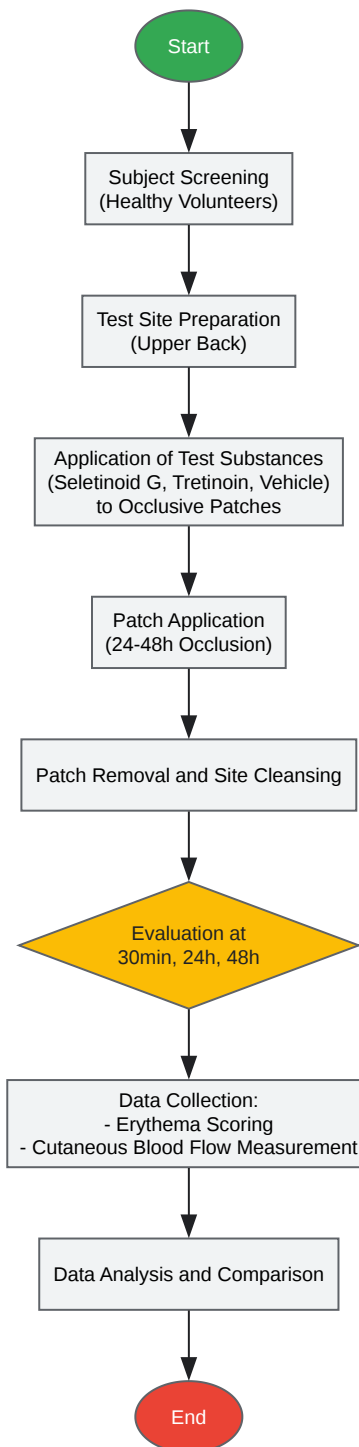 Start
Subject Screening
(Healthy Volunteers)
Test Site Preparation
(Upper Back)
Application of Test Substances
(Seletinoid G, Tretinoin, Vehicle)
to Occlusive Patches
Patch Application
(24-48h Occlusion)
Patch Removal and Site Cleansing
Evaluation at
30min, 24h, 48h
Data Collection:
- Erythema Scoring
- Cutaneous Blood Flow Measurement
Data Analysis and Comparison
End